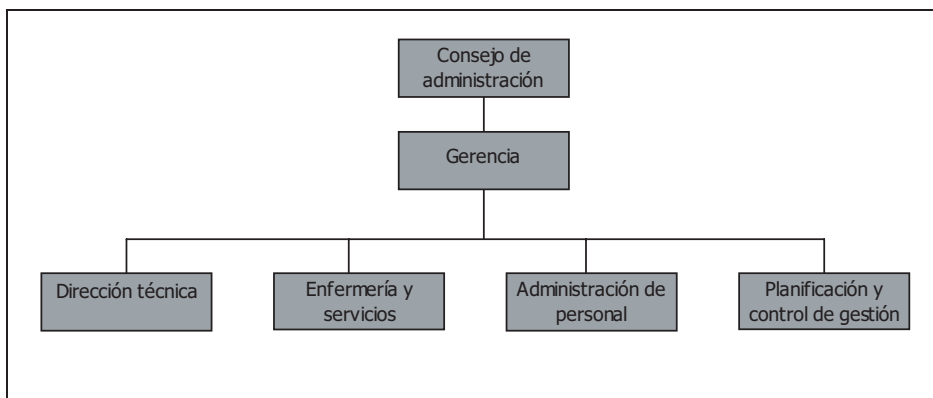 Consejo de
administración
Gerencia
Dirección técnica
Enfermería y
servicios
Administración de
personal
Planificación y
control de gestión